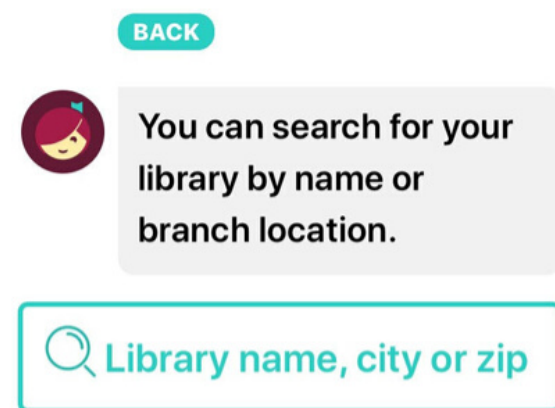 BACK
You can search for your
library by name or
branch location.
Library name, city or zip